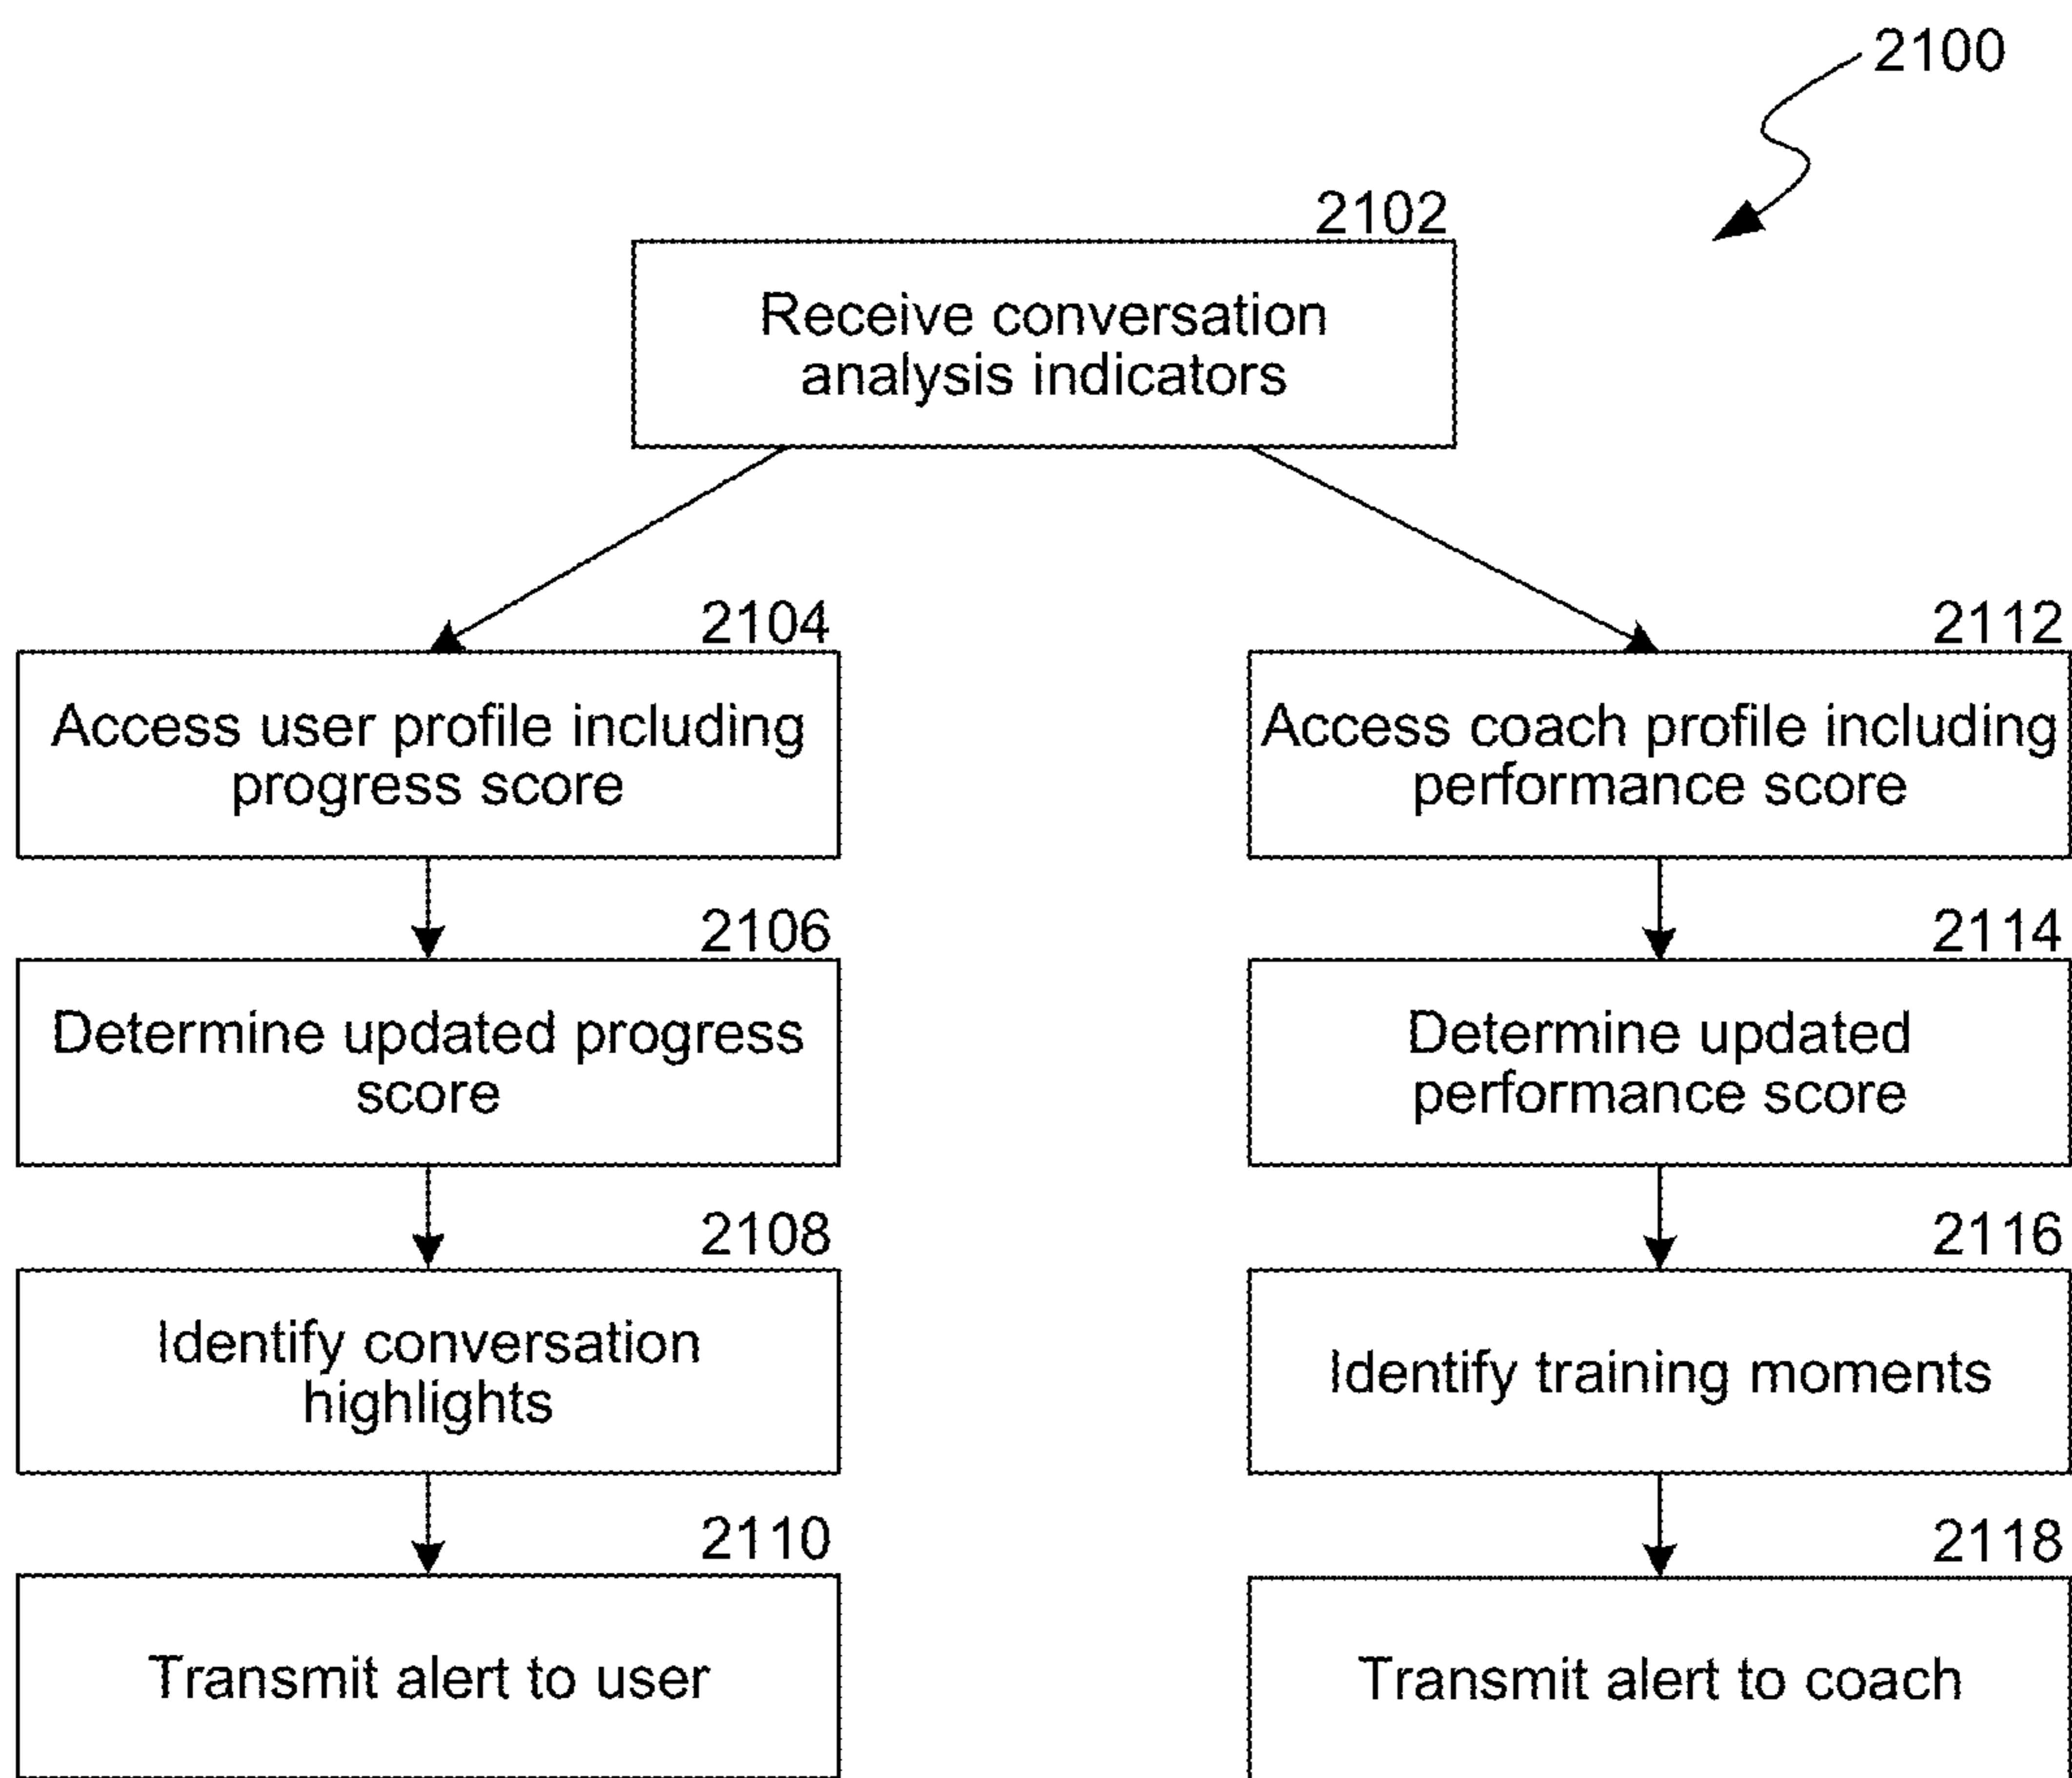 2100
2102
Receive conversation
analysis indicators
2104
Access user profile including
progress score
2106
Determine updated progress
score
2108
Identify conversation
highlights
2110
Transmit alert to user
2112
Access coach profile including
performance score
2114
Determine updated
performance score
2116
Identify training moments
2118
Transmit alert to coach